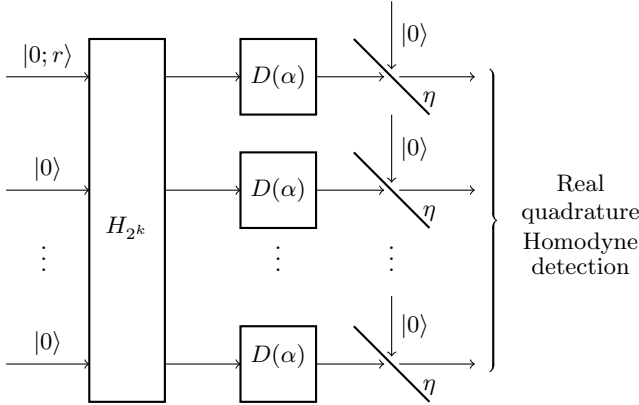 |0⟩
|0; r⟩
D(α)
η
|0⟩
|0⟩
D(α)
η
H_{2^k}
Real
quadrature
Homodyne
detection
⋮ ⋮ ⋮
|0⟩
|0⟩
D(α)
η